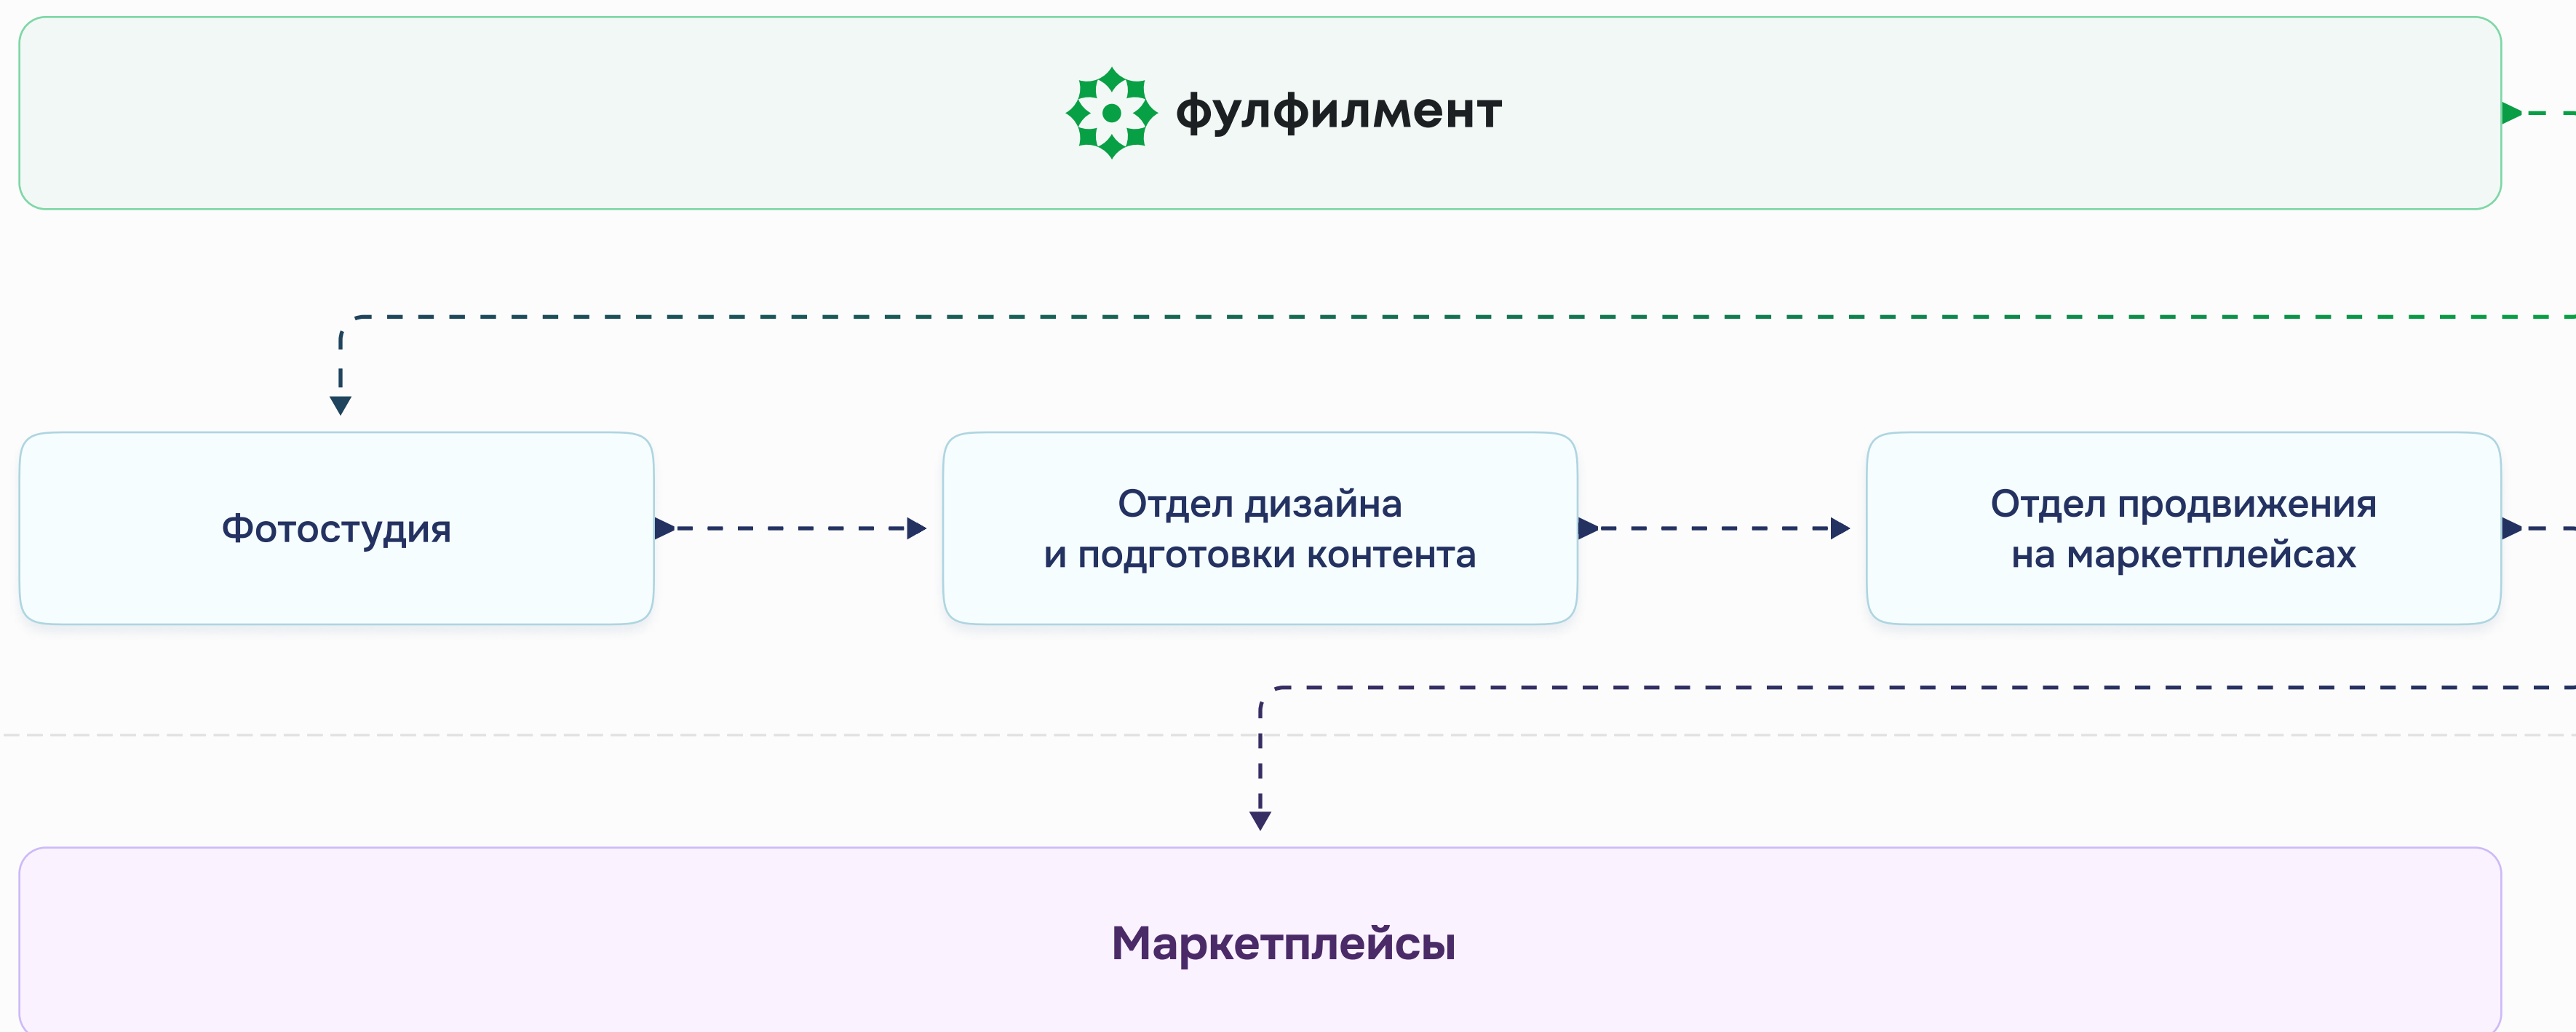 фулфилмент
Фотостудия
Отдел дизайна
и подготовки контента
Отдел продвижения
на маркетплейсах
Маркетплейсы